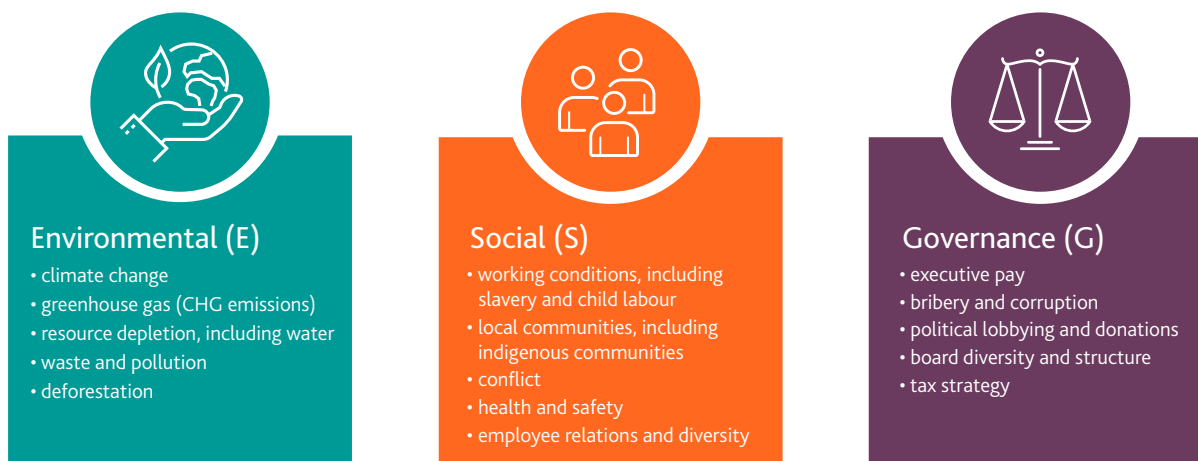 Environmental (E)
• climate change
• greenhouse gas (CHG emissions)
• resource depletion, including water
• waste and pollution
• deforestation
Social (S)
• working conditions, including
slavery and child labour
• local communities, including
indigenous communities
• conflict
• health and safety
• employee relations and diversity
Governance (G)
• executive pay
• bribery and corruption
• political lobbying and donations
• board diversity and structure
• tax strategy